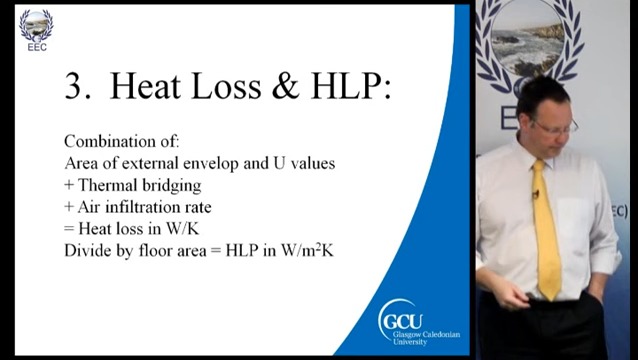 EEC
3. Heat Loss & HLP:
Combination of:
Area of external envelop and U values
+ Thermal bridging
+ Air infiltration rate
= Heat loss in W/K
Divide by floor area = HLP in W/m²K
GCU
Glasgow Caledonian
University
E
EC)